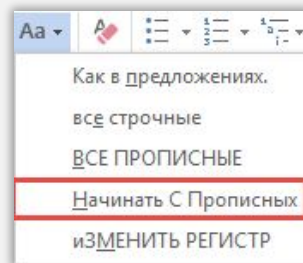 Aa
Как в предложениях.
все строчные
ВСЕ ПРОПИСНЫЕ
Начинать С Прописных
иЗМЕНИТЬ РЕГИСТР